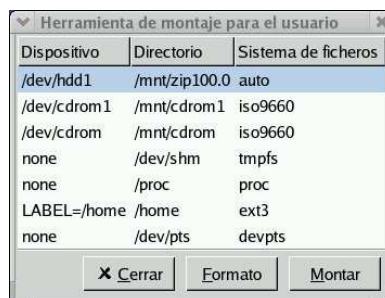 Herramienta de montaje para el usuario
Dispositivo Directorio Sistema de ficheros
/dev/hdd1 /mnt/zip100.0 auto
/dev/cdrom1 /mnt/cdrom1 iso9660
/dev/cdrom /mnt/cdrom iso9660
none /dev/shm tmpfs
none /proc proc
LABEL=/home /home ext3
none /dev/pts devpts
Cerrar Formato Montar